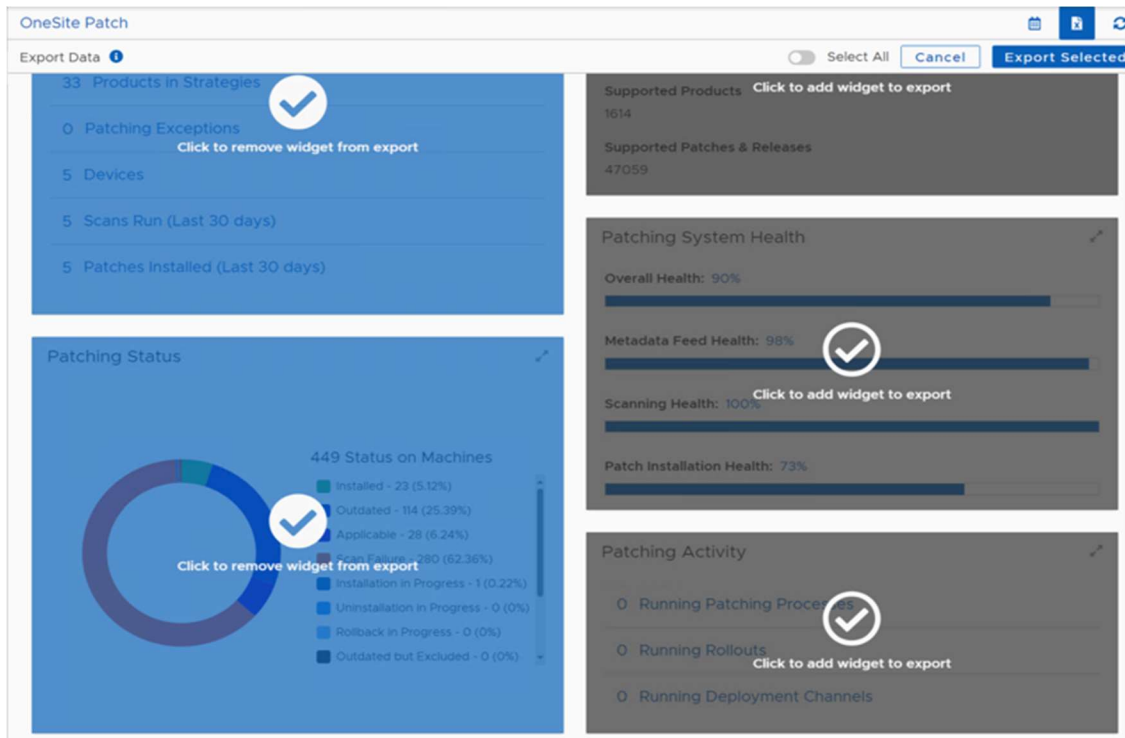 OneSite Patch
Export Data
Select All
Cancel
Export Selected
33 Products in Strategies
Click to remove widget from export
0 Patching Exceptions
5 Devices
5 Scans Run (Last 30 days)
5 Patches Installed (Last 30 days)
Patching Status
449 Status on Machines
Installed - 23 (5.12%)
Outdated - 114 (25.39%)
Applicable - 28 (6.24%)
Scan Failure - 280 (62.36%)
Click to remove widget from export
Installation in Progress - 1 (0.22%)
Uninstallation in Progress - 0 (0%)
Rollback in Progress - 0 (0%)
Outdated but Excluded - 0 (0%)
Supported Products
Click to add widget to export
1614
Supported Patches & Releases
47059
Patching System Health
Overall Health: 90%
Metadata Feed Health: 98%
Click to add widget to export
Scanning Health: 100%
Patch Installation Health: 73%
Patching Activity
0 Running Patching Processes
0 Running Rollouts
Click to add widget to export
0 Running Deployment Channels